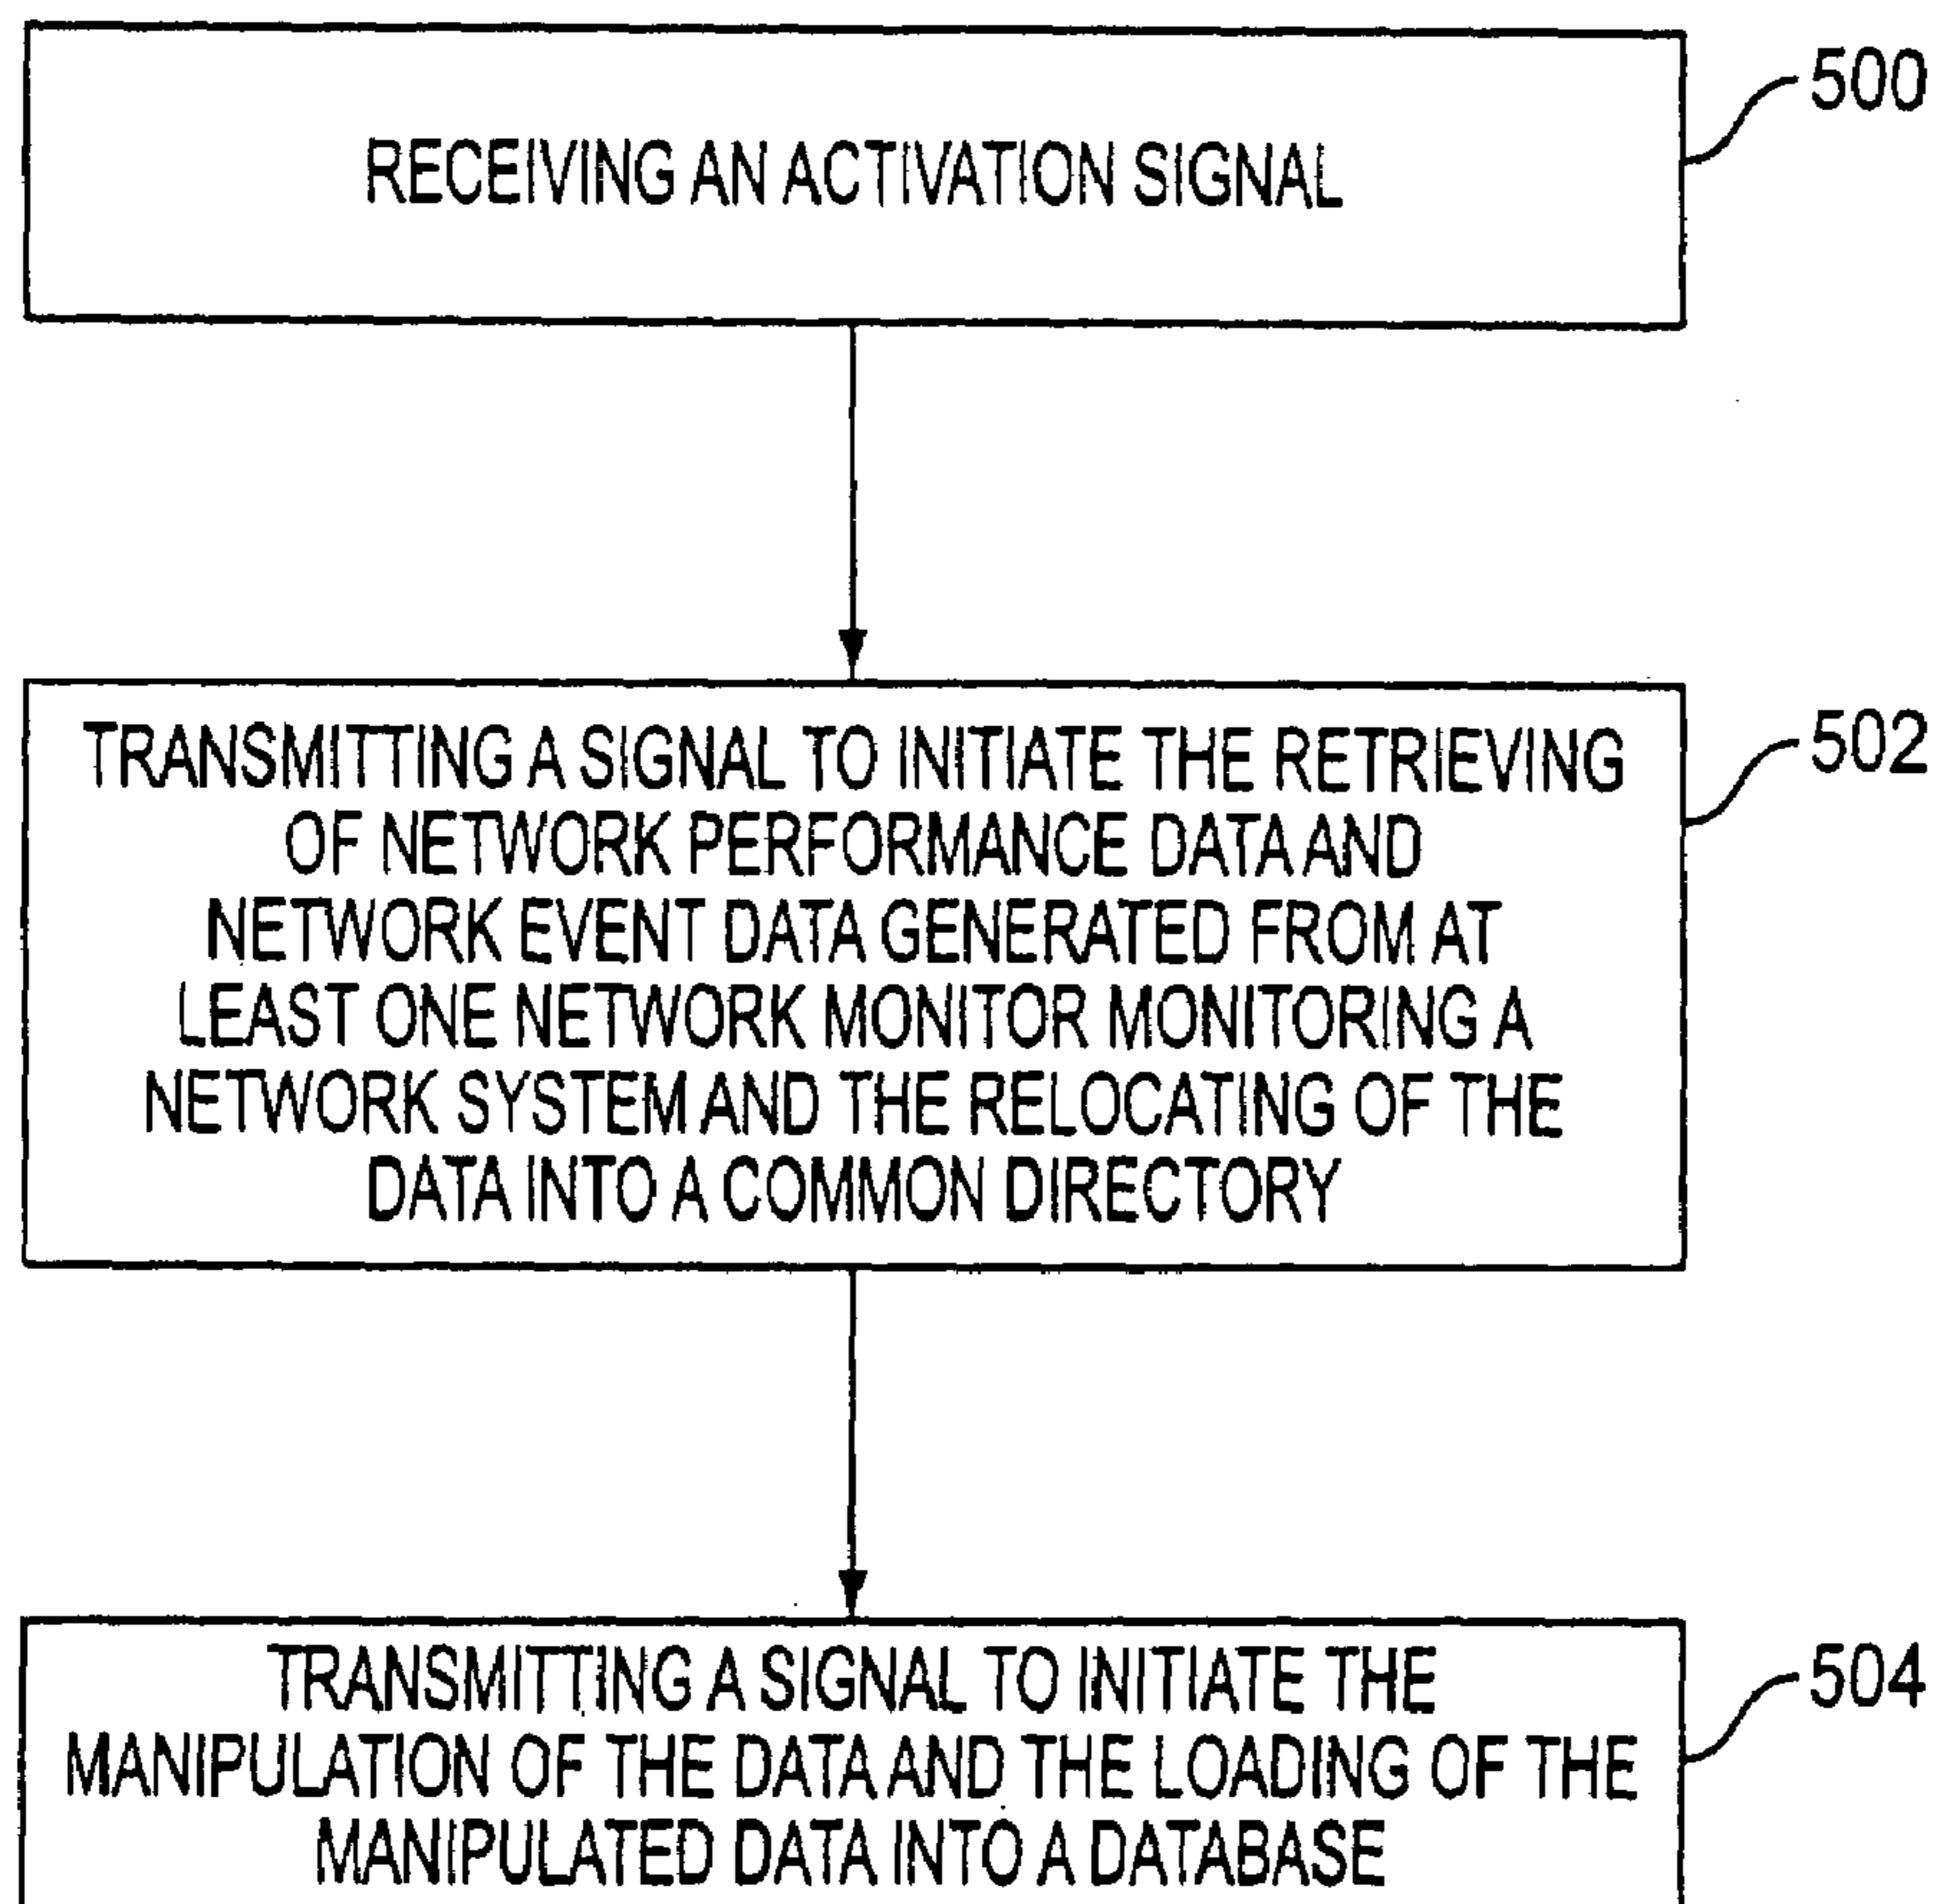 500
RECEIVING AN ACTIVATION SIGNAL
502
TRANSMITTING A SIGNAL TO INITIATE THE RETRIEVING
OF NETWORK PERFORMANCE DATA AND
NETWORK EVENT DATA GENERATED FROM AT
LEAST ONE NETWORK MONITOR MONITORING A
NETWORK SYSTEM AND THE RELOCATING OF THE
DATA INTO A COMMON DIRECTORY
504
TRANSMITTING A SIGNAL TO INITIATE THE
MANIPULATION OF THE DATA AND THE LOADING OF THE
MANIPULATED DATA INTO A DATABASE